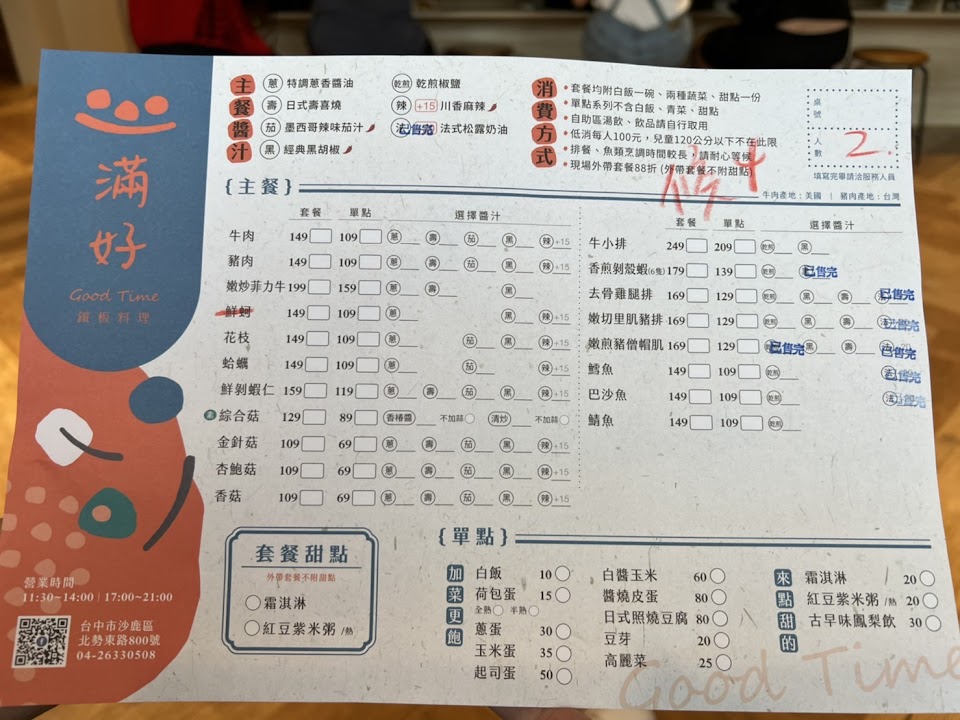 滿好
Good Time
鐵板料理
營業時間
11:30~14:00 | 17:00~21:00
台中市沙鹿區
北勢東路800號
04-26330508
主餐醬汁
蔥 特調蔥香醬油
壽 日式壽喜燒
茄 墨西哥辣味茄汁
黑 經典黑胡椒
乾煎 乾煎椒鹽
辣 +15 川香麻辣
法 已售完 法式松露奶油
消費方式
• 套餐均附白飯一碗、兩種蔬菜、甜點一份
• 單點系列不含白飯、青菜、甜點
• 自助區湯飲、飲品請自行取用
• 低消每人100元，兒童120公分以下不在此限
• 排餐、魚類烹調時間較長，請耐心等候
• 現場外帶套餐88折 (外帶套餐不附甜點)
桌號
人數 2.
填寫完畢請洽服務人員
{主餐}
牛肉產地：美國 | 豬肉產地：台灣
套餐 單點 選擇醬汁
牛肉 149 109 蔥 壽 茄 黑 辣+15
豬肉 149 109 蔥 壽 茄 黑 辣+15
嫩炒菲力牛 199 159 蔥 壽 黑
鮮蚵 149 109 蔥 黑 辣+15
花枝 149 109 蔥 茄 黑 辣+15
蛤蠣 149 109 蔥 茄 辣+15
鮮剝蝦仁 159 119 蔥 壽 茄 黑 辣+15
素 綜合菇 129 89 香椿醬 不加蒜 清炒 不加蒜
金針菇 109 69 蔥 壽 茄 黑 辣+15
杏鮑菇 109 69 蔥 壽 茄 黑 辣+15
香菇 109 69 蔥 壽 茄 黑 辣+15
套餐 單點 選擇醬汁
牛小排 249 209 乾煎 黑
香煎剝殼蝦(6隻) 179 139 乾煎 已售完
去骨雞腿排 169 129 乾煎 黑 壽 法 已售完
嫩切里肌豬排 169 129 乾煎 黑 壽 法 已售完
嫩煎豬僧帽肌 169 129 乾煎 已售完 黑 壽 已售完
鱈魚 149 109 乾煎 法 已售完
巴沙魚 149 109 乾煎 法 已售完
鯖魚 149 109 乾煎
套餐甜點
外帶套餐不附甜點
霜淇淋
紅豆紫米粥 /熱
{單點}
加菜更飽
白飯 10
荷包蛋 15
全熟 半熟
蔥蛋 30
玉米蛋 35
起司蛋 50
白醬玉米 60
醬燒皮蛋 80
日式照燒豆腐 80
豆芽 20
高麗菜 25
來點甜的
霜淇淋 / 20
紅豆紫米粥 /熱 20
古早味鳳梨飲 30
Good Time